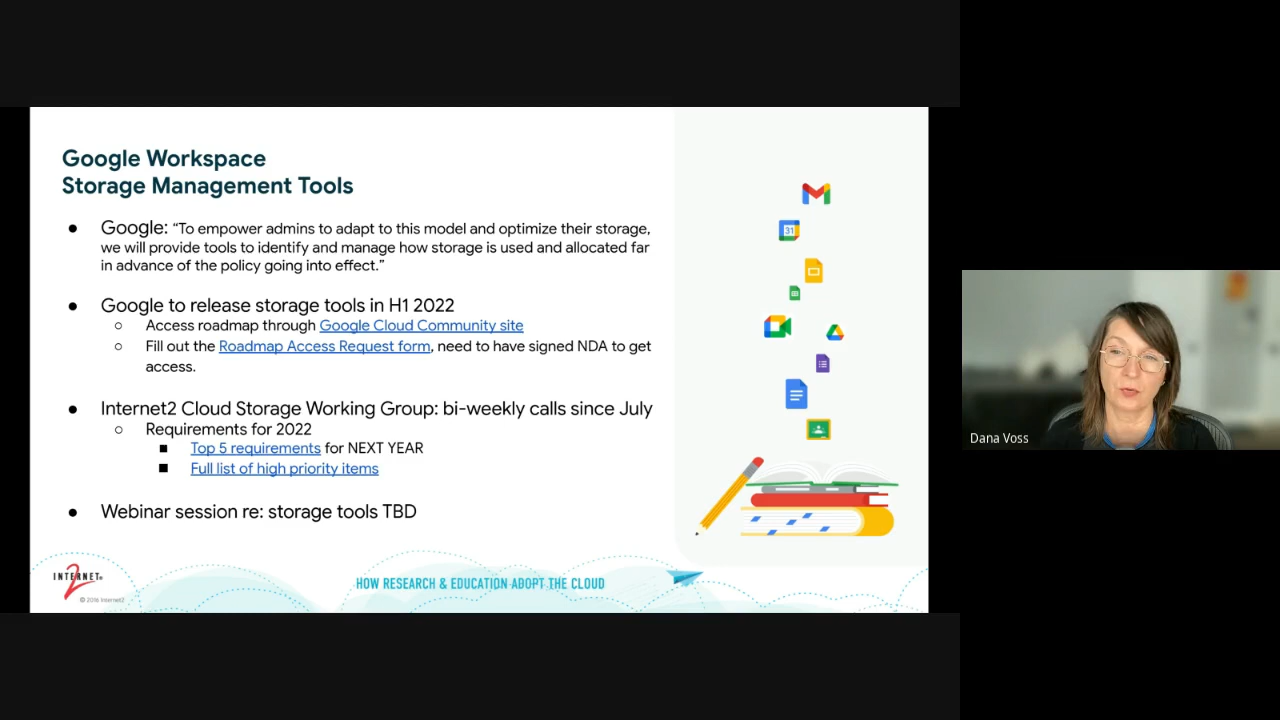 Google Workspace
Storage Management Tools
● Google: “To empower admins to adapt to this model and optimize their storage,
we will provide tools to identify and manage how storage is used and allocated far
in advance of the policy going into effect.”
● Google to release storage tools in H1 2022
○ Access roadmap through Google Cloud Community site
○ Fill out the Roadmap Access Request form, need to have signed NDA to get
access.
● Internet2 Cloud Storage Working Group: bi-weekly calls since July
○ Requirements for 2022
■ Top 5 requirements for NEXT YEAR
■ Full list of high priority items
● Webinar session re: storage tools TBD
31
INTERNET®
2
© 2016 Internet2
HOW RESEARCH & EDUCATION ADOPT THE CLOUD
Dana Voss